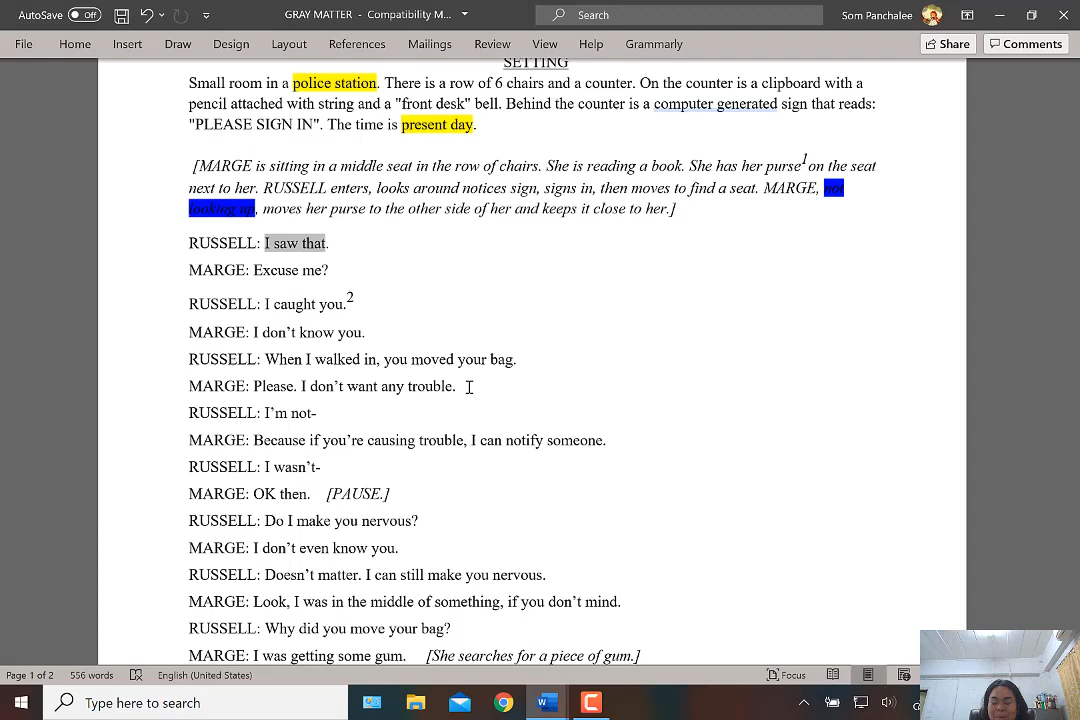 AutoSave Off GRAY MATTER - Compatibility M... Search Som Panchalee
File Home Insert Draw Design Layout References Mailings Review View Help Grammarly Share Comments
SETTING
Small room in a police station. There is a row of 6 chairs and a counter. On the counter is a clipboard with a
pencil attached with string and a "front desk" bell. Behind the counter is a computer generated sign that reads:
"PLEASE SIGN IN". The time is present day.
[MARGE is sitting in a middle seat in the row of chairs. She is reading a book. She has her purse1 on the seat
next to her. RUSSELL enters, looks around notices sign, signs in, then moves to find a seat. MARGE, not
looking up, moves her purse to the other side of her and keeps it close to her.]
RUSSELL: I saw that.
MARGE: Excuse me?
RUSSELL: I caught you.2
MARGE: I don’t know you.
RUSSELL: When I walked in, you moved your bag.
MARGE: Please. I don’t want any trouble.
RUSSELL: I’m not-
MARGE: Because if you’re causing trouble, I can notify someone.
RUSSELL: I wasn’t-
MARGE: OK then. [PAUSE.]
RUSSELL: Do I make you nervous?
MARGE: I don’t even know you.
RUSSELL: Doesn’t matter. I can still make you nervous.
MARGE: Look, I was in the middle of something, if you don’t mind.
RUSSELL: Why did you move your bag?
MARGE: I was getting some gum. [She searches for a piece of gum.]
Page 1 of 2 556 words English (United States) Focus
Type here to search